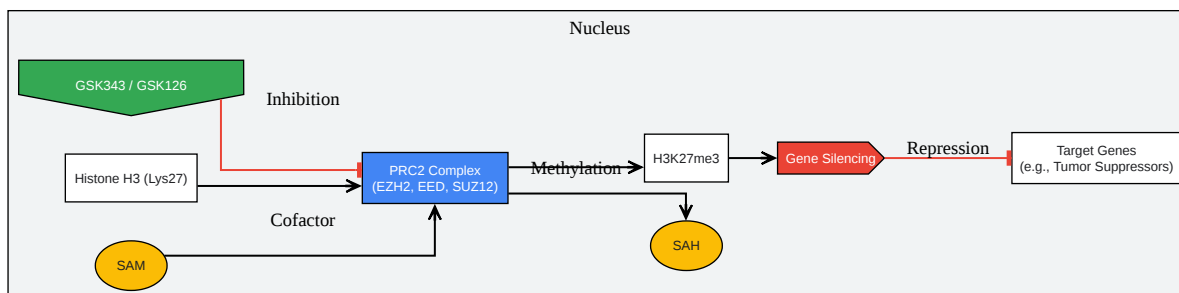 Nucleus
GSK343 / GSK126
Inhibition
Histone H3 (Lys27)
PRC2 Complex
(EZH2, EED, SUZ12)
Methylation
H3K27me3
Gene Silencing
Repression
Target Genes
(e.g., Tumor Suppressors)
Cofactor
SAM
SAH